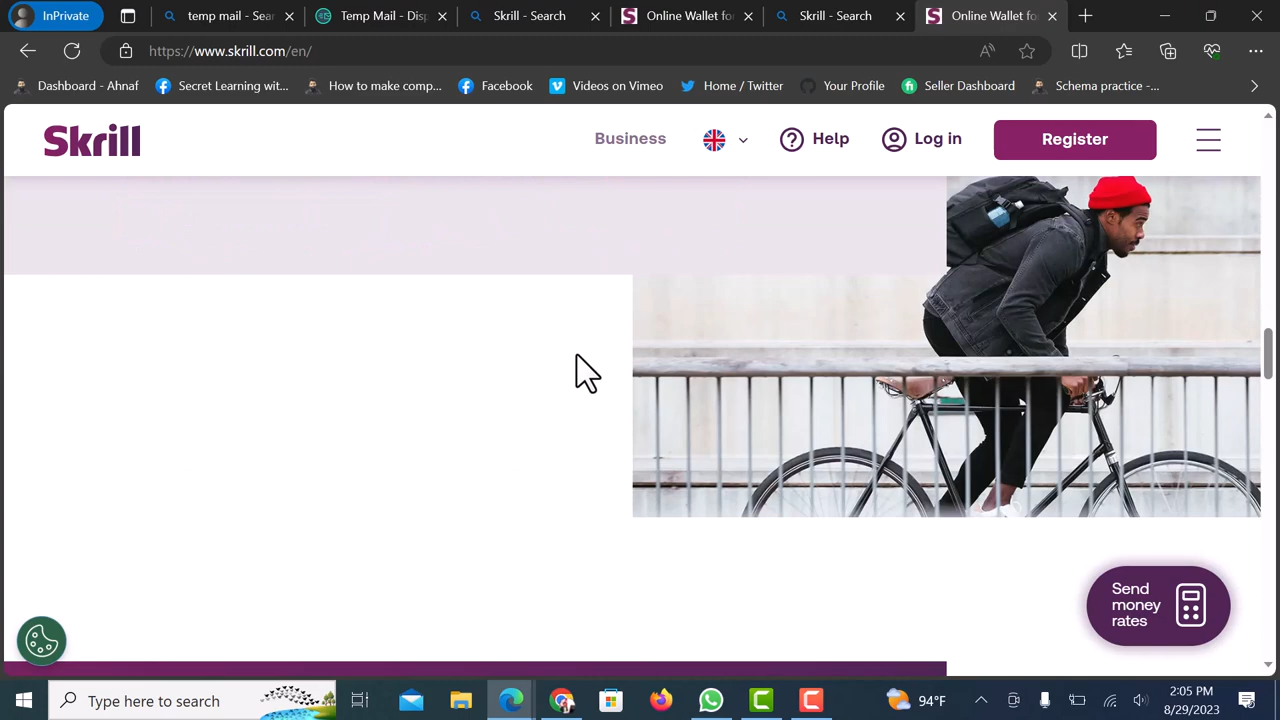 InPrivate
temp mail - Sear
Temp Mail - Disp
Skrill - Search
Online Wallet for
Skrill - Search
Online Wallet fo
https://www.skrill.com/en/
Dashboard - Ahnaf
Secret Learning wit...
How to make comp...
Facebook
Videos on Vimeo
Home / Twitter
Your Profile
Seller Dashboard
Schema practice -...
Skrill
Business
Help
Log in
Register
Send
money
rates
Type here to search
94°F
2:05 PM
8/29/2023